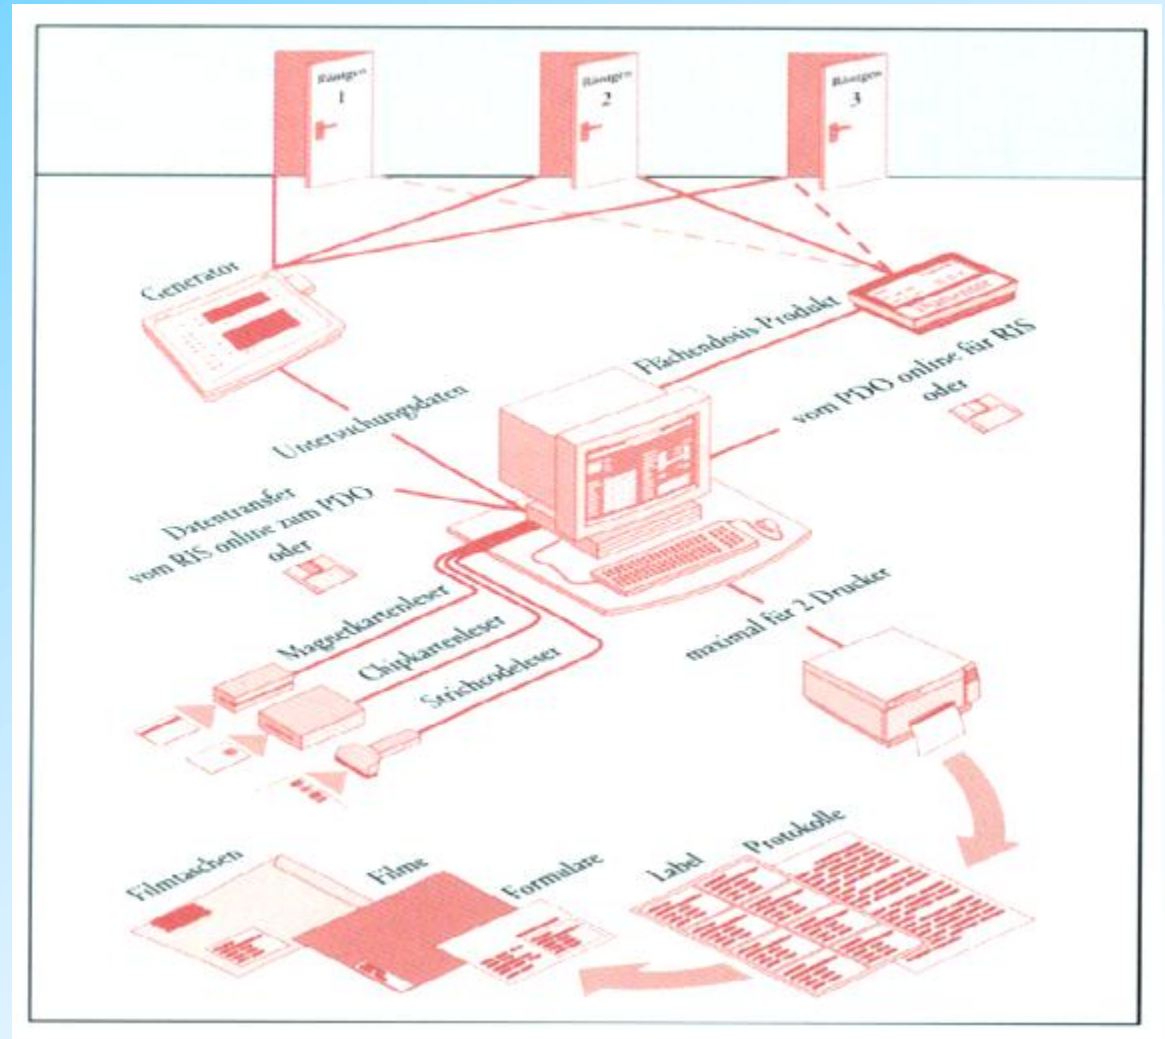 Röntgen
1
Röntgen
2
Röntgen
3
Generator
Flächendosis-Produkt
Untersuchungsdaten
vom PDO online für RIS
oder
Datentransfer
vom RIS online zum PDO
oder
Magnetkartenleser
Chipkartenleser
Strichcodeleser
maximal für 2 Drucker
Filmtaschen
Filme
Formulare
Label
Protokolle